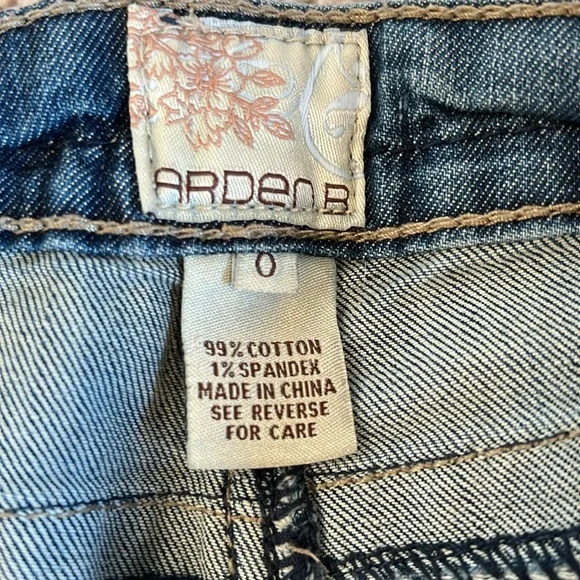 ARDEN B
0
99% COTTON
1% SPANDEX
MADE IN CHINA
SEE REVERSE
FOR CARE